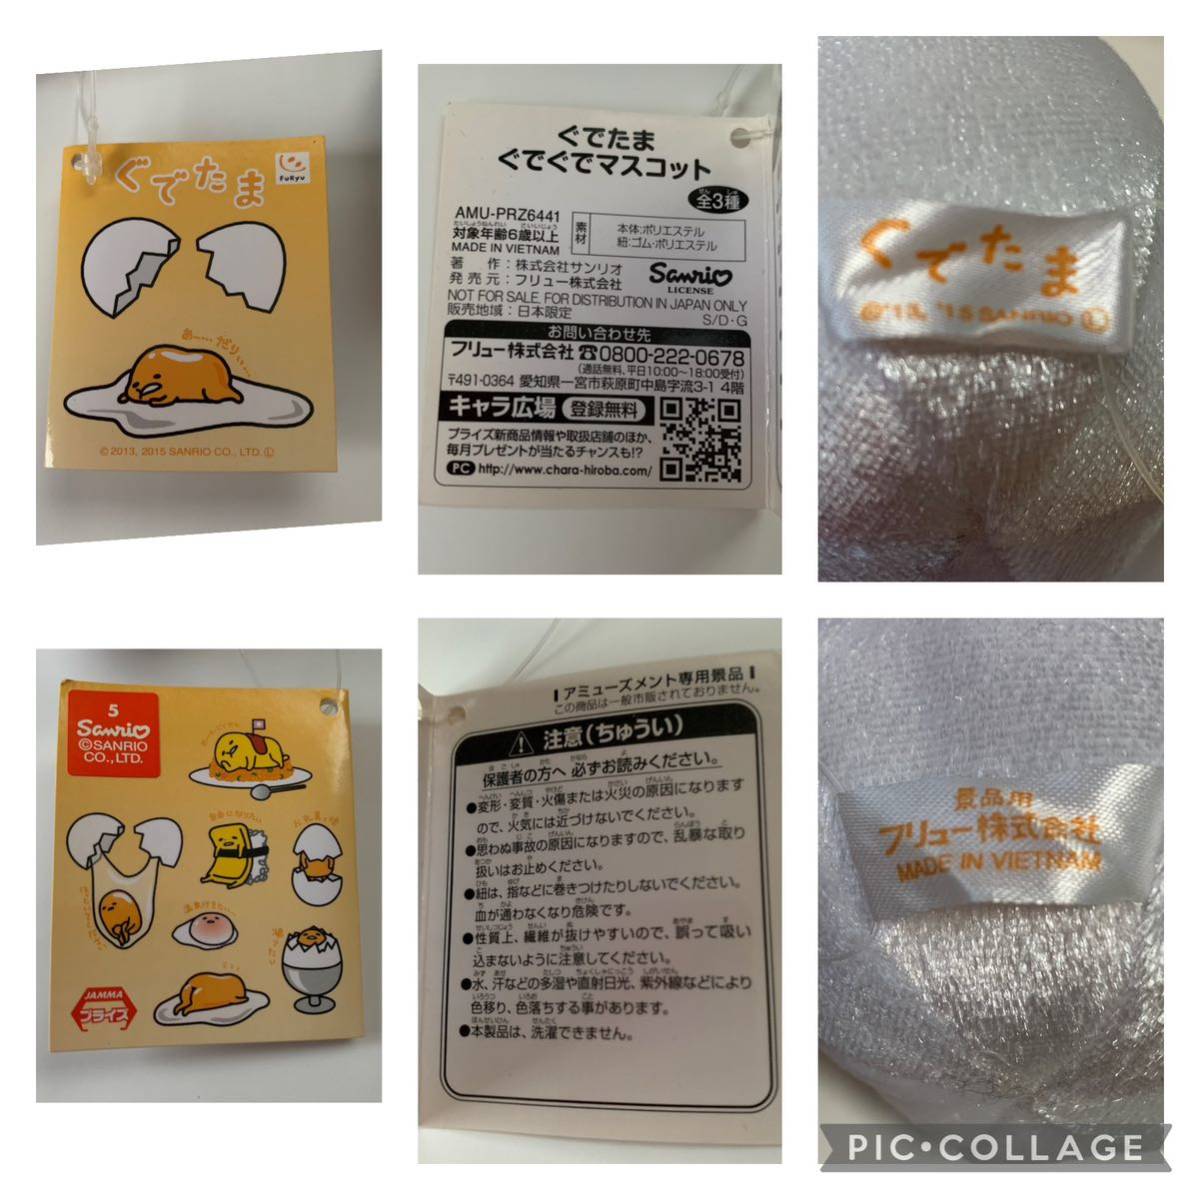 ぐでたま
FuRyu
あ……だりぃ…
© 2013, 2015 SANRIO CO., LTD. Ⓛ
ぐでたま
ぐでぐでマスコット
全3種
AMU-PRZ6441
対象年齢6歳以上
MADE IN VIETNAM
素材
本体:ポリエステル
紐:ゴム・ポリエステル
著　作:株式会社サンリオ
発売元:フリュー株式会社
Sanrio
LICENSE
NOT FOR SALE. FOR DISTRIBUTION IN JAPAN ONLY
販売地域:日本限定
S/D・G
お問い合わせ先
フリュー株式会社 ☎0800-222-0678
(通話無料、平日10:00〜18:00受付)
〒491-0364 愛知県一宮市萩原町中島字流3-1 4階
キャラ広場 登録無料
プライズ新商品情報や取扱店舗のほか、
毎月プレゼントが当たるチャンスも!?
PC http://www.chara-hiroba.com/
ぐでたま
©'13, '15 SANRIO Ⓛ
5
Sanrio
©SANRIO
CO.,LTD.
JAMMA
プライズ
アミューズメント専用景品
この商品は一般市販されておりません。
注意(ちゅうい)
保護者の方へ 必ずお読みください。
●変形・変質・火傷または火災の原因になります
ので、火気には近づけないでください。
●思わぬ事故の原因になりますので、乱暴な取り
扱いはお止めください。
●紐は、指などに巻きつけたりしないでください。
血が通わなくなり危険です。
●性質上、繊維が抜けやすいので、誤って吸い
込まないように注意してください。
●水、汗などの多湿や直射日光、紫外線などにより
色移り、色落ちする事があります。
●本製品は、洗濯できません。
景品用
フリュー株式会社
MADE IN VIETNAM
PIC•COLLAGE